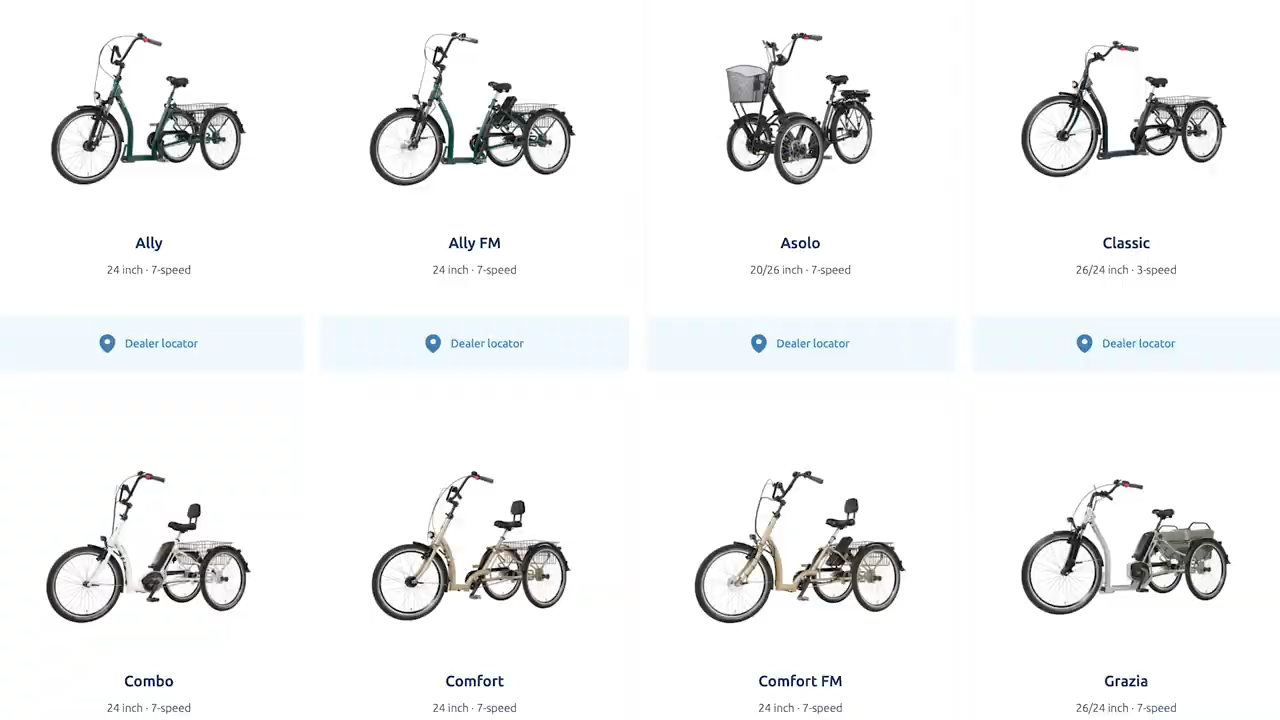 Ally
24 inch · 7-speed
Ally FM
24 inch · 7-speed
Asolo
20/26 inch · 7-speed
Classic
26/24 inch · 3-speed
Dealer locator
Dealer locator
Dealer locator
Dealer locator
Combo
24 inch · 7-speed
Comfort
24 inch · 7-speed
Comfort FM
24 inch · 7-speed
Grazia
26/24 inch · 7-speed